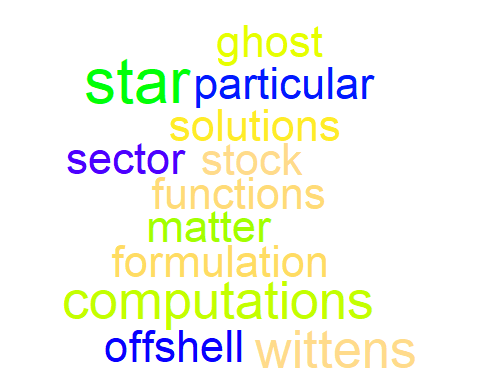 ghost
star particular
solutions
sector stock
functions
matter
formulation
computations
offshell wittens